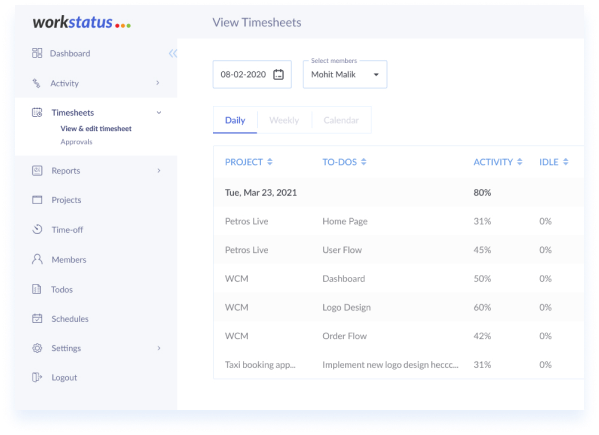 workstatus
View Timesheets
Dashboard
Activity
Timesheets
View & edit timesheet
Approvals
Reports
Projects
Time-off
Members
Todos
Schedules
Settings
Logout
Select members
08-02-2020 Mohit Malik
Daily Weekly Calendar
PROJECT TO-DOS ACTIVITY IDLE
Tue, Mar 23, 2021 80%
Petros Live Home Page 31% 0%
Petros Live User Flow 45% 0%
WCM Dashboard 50% 0%
WCM Logo Design 60% 0%
WCM Order Flow 42% 0%
Taxi booking app... Implement new logo design heccc... 31% 0%